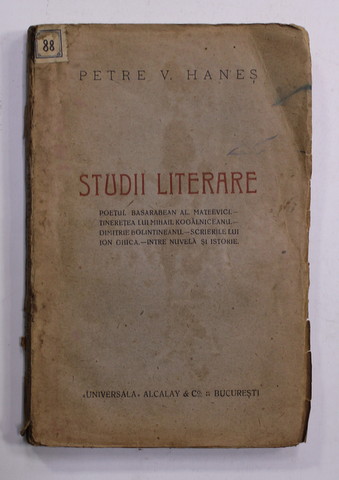 88
PETRE V. HANEȘ
STUDII LITERARE
POETUL BASARABEAN AL. MATEEVICI.—
TINEREȚEA LUI MIHAIL KOGĂLNICEANU.—
DIMITRIE BOLINTINEANU.—SCRIERILE LUI
ION GHICA.—INTRE NUVELĂ ȘI ISTORIE.
«UNIVERSALA» ALCALAY & Co. BUCUREȘTI